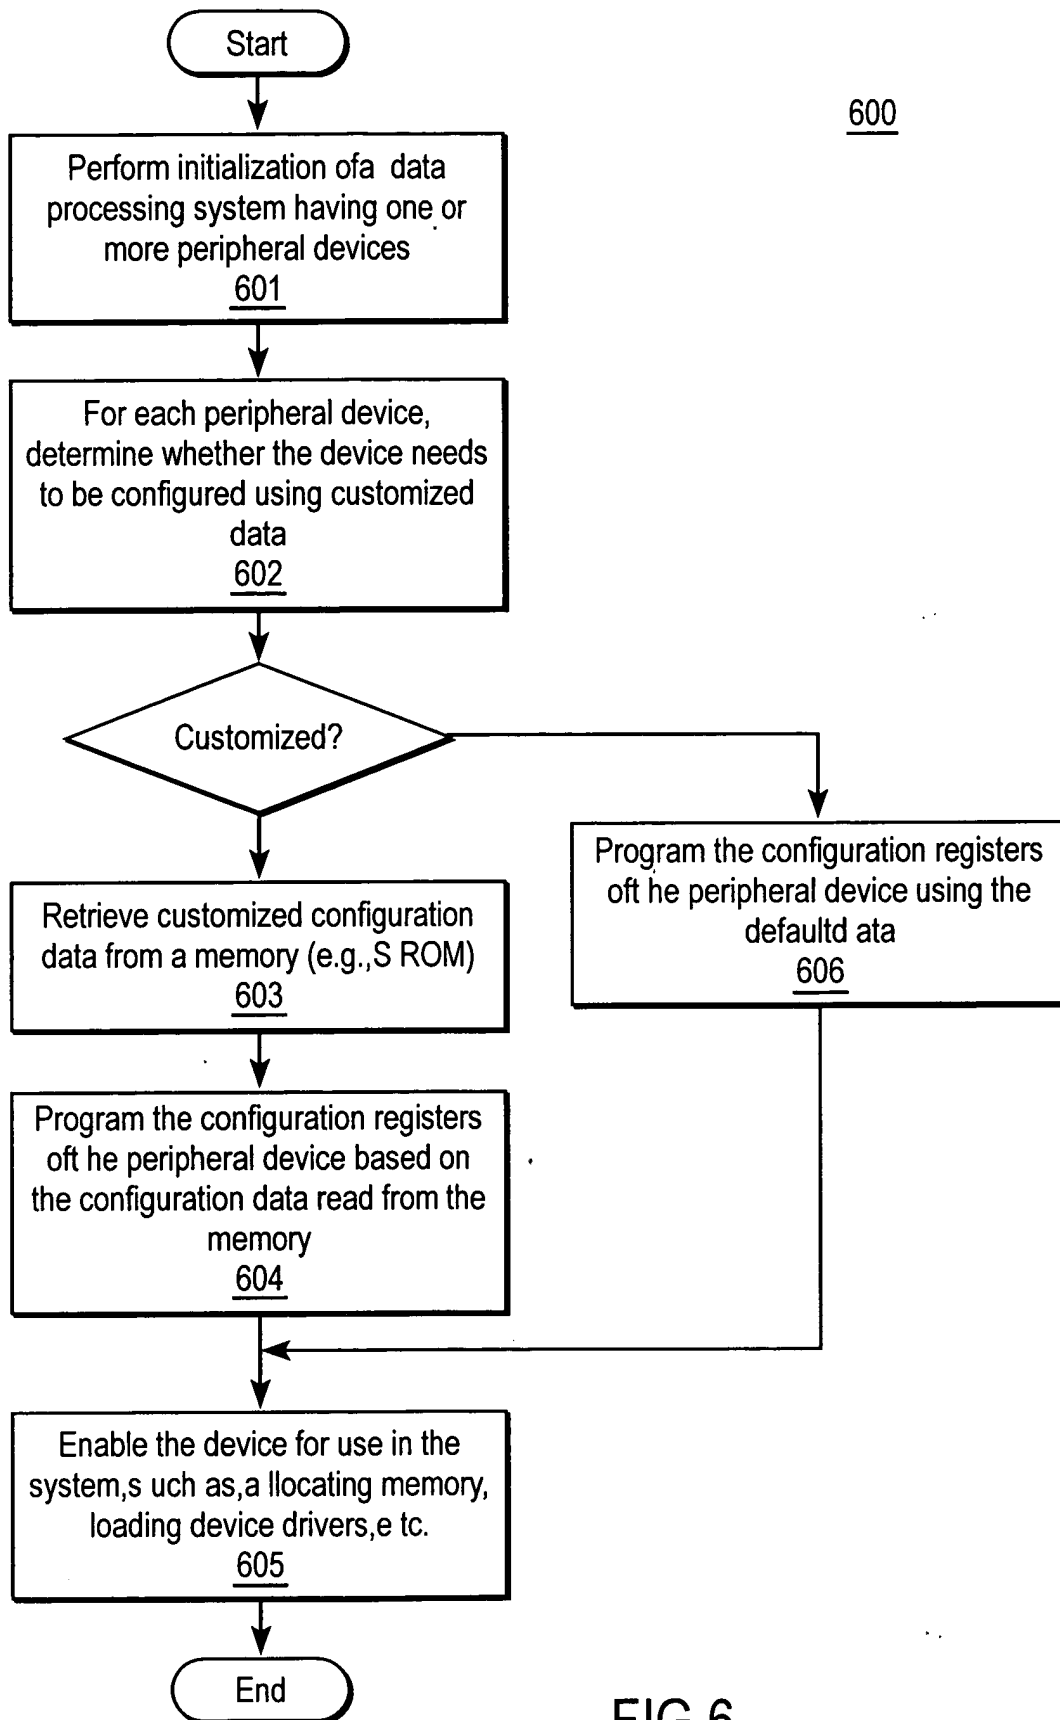 Start
600
Perform initialization ofa data
processing system having one or
more peripheral devices
601
For each peripheral device,
determine whether the device needs
to be configured using customized
data
602
Customized?
Retrieve customized configuration
data from a memory (e.g.,S ROM)
603
Program the configuration registers
oft he peripheral device using the
defaultd ata
606
Program the configuration registers
oft he peripheral device based on
the configuration data read from the
memory
604
Enable the device for use in the
system,s uch as,a llocating memory,
loading device drivers,e tc.
605
End
FIG.6